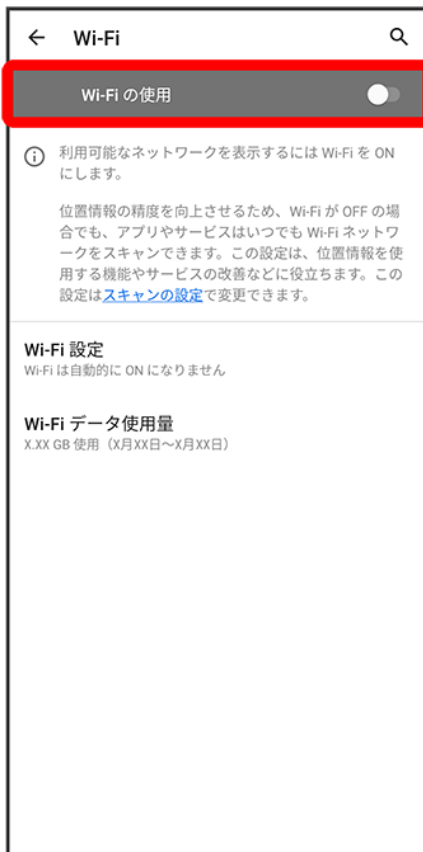 Wi-Fi
Wi-Fi の使用
利用可能なネットワークを表示するには Wi-Fi を ON
にします。
位置情報の精度を向上させるため、Wi-Fi が OFF の場
合でも、アプリやサービスはいつでも Wi-Fi ネットワ
ークをスキャンできます。この設定は、位置情報を使
用する機能やサービスの改善などに役立ちます。この
設定はスキャンの設定で変更できます。
Wi-Fi 設定
Wi-Fi は自動的に ON になりません
Wi-Fi データ使用量
X.XX GB 使用（X月XX日～X月XX日）